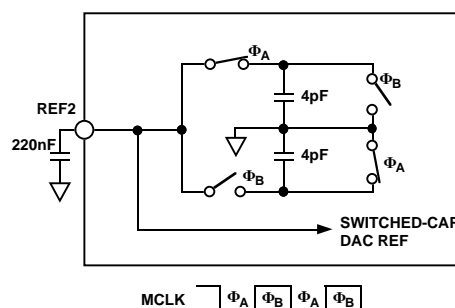 ΦA
ΦB
4pF
REF2
220nF
4pF
ΦA
ΦB
SWITCHED-CAP
DAC REF
MCLK ΦA ΦB ΦA ΦB